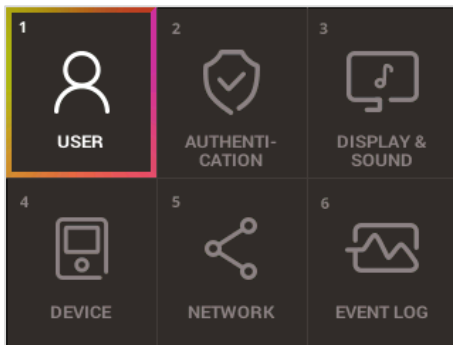 1
USER
2
AUTHENTI-
CATION
3
DISPLAY &
SOUND
4
DEVICE
5
NETWORK
6
EVENT LOG